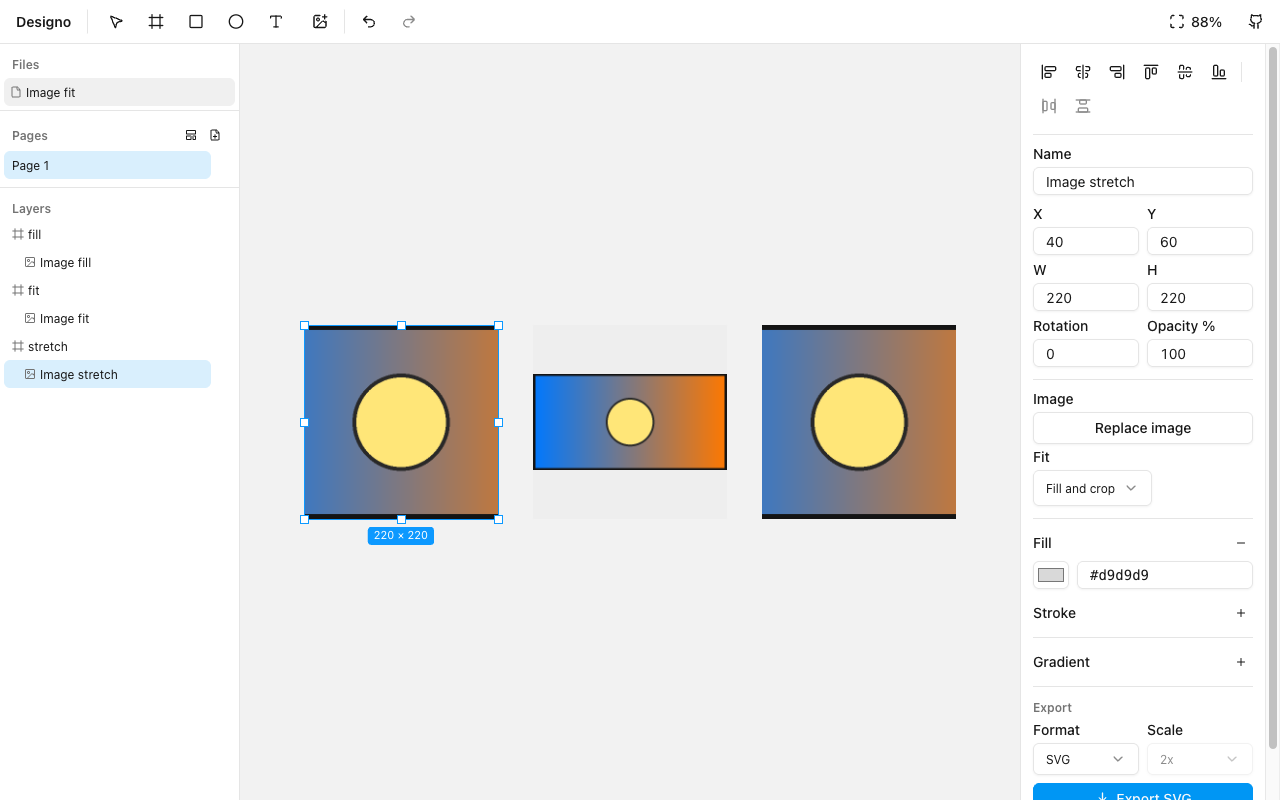 Designo
88%
Files
Image fit
Pages
Page 1
Layers
fill
Image fill
fit
Image fit
stretch
Image stretch
220 × 220
Name
Image stretch
X
Y
40
60
W
H
220
220
Rotation
Opacity %
0
100
Image
Replace image
Fit
Fill and crop
Fill
#d9d9d9
Stroke
Gradient
Export
Format
Scale
SVG
2x
Export SVG